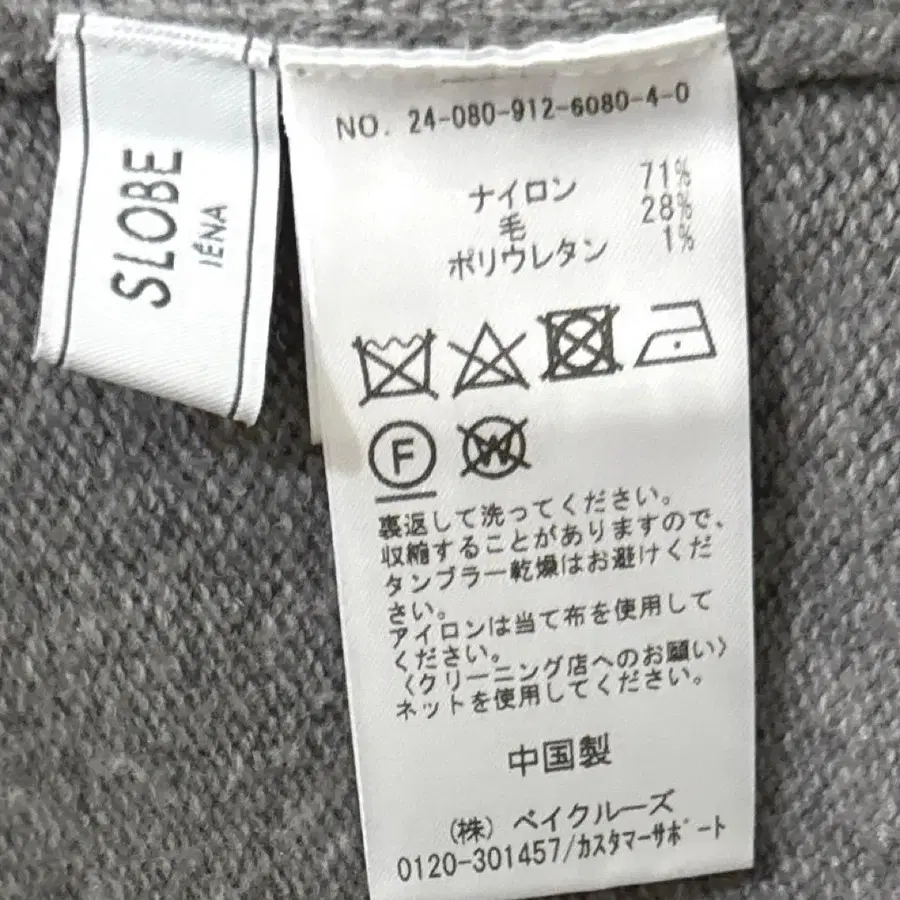 SLOBE
IÉNA
NO. 24-080-912-6080-4-0
ナイロン 71%
毛 28%
ポリウレタン 1%
F
W
裏返して洗ってください。
収縮することがありますので、
タンブラー乾燥はお避けくだ
さい。
アイロンは当て布を使用して
ください。
〈クリーニング店へのお願い〉
ネットを使用してください。
中国製
(株) ベイクルーズ
0120-301457/カスタマーサポート